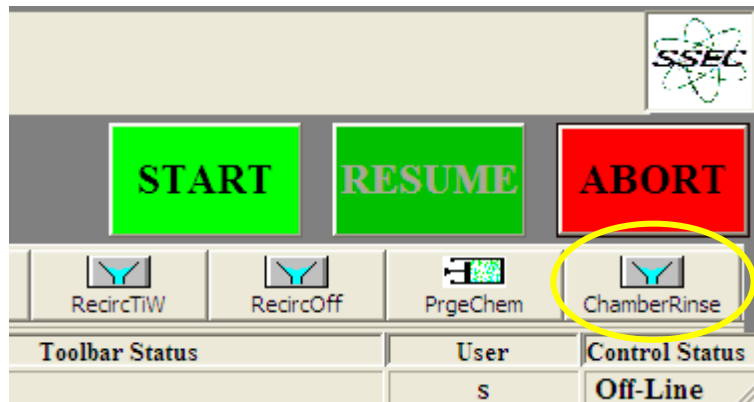 SSEC
START RESUME ABORT
RecircTiW RecircOff PrgeChem ChamberRinse
Toolbar Status User Control Status
s Off-Line